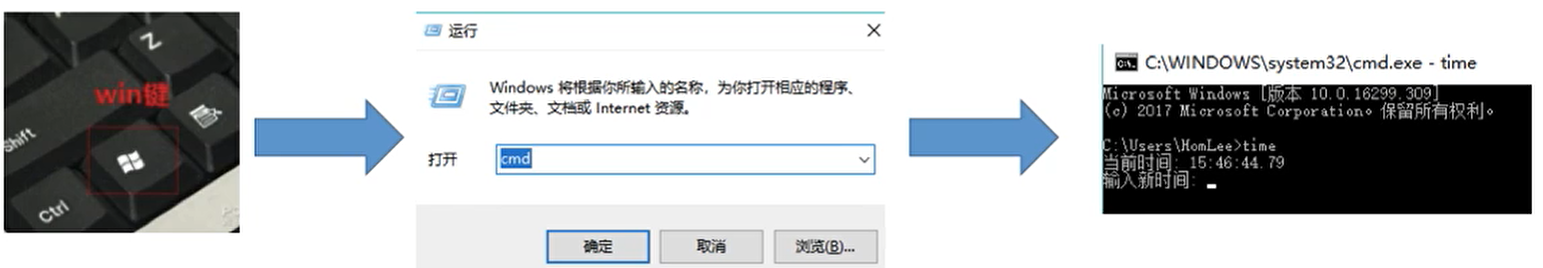 Z
win键
Shift
Ctrl
运行
Windows 将根据你所输入的名称，为你打开相应的程序、
文件夹、文档或 Internet 资源。
打开
cmd
确定
取消
浏览(B)...
C:\WINDOWS\system32\cmd.exe - time
Microsoft Windows [版本 10.0.16299.309]
(c) 2017 Microsoft Corporation。保留所有权利。
C:\Users\HomLee>time
当前时间: 15:46:44.79
输入新时间: